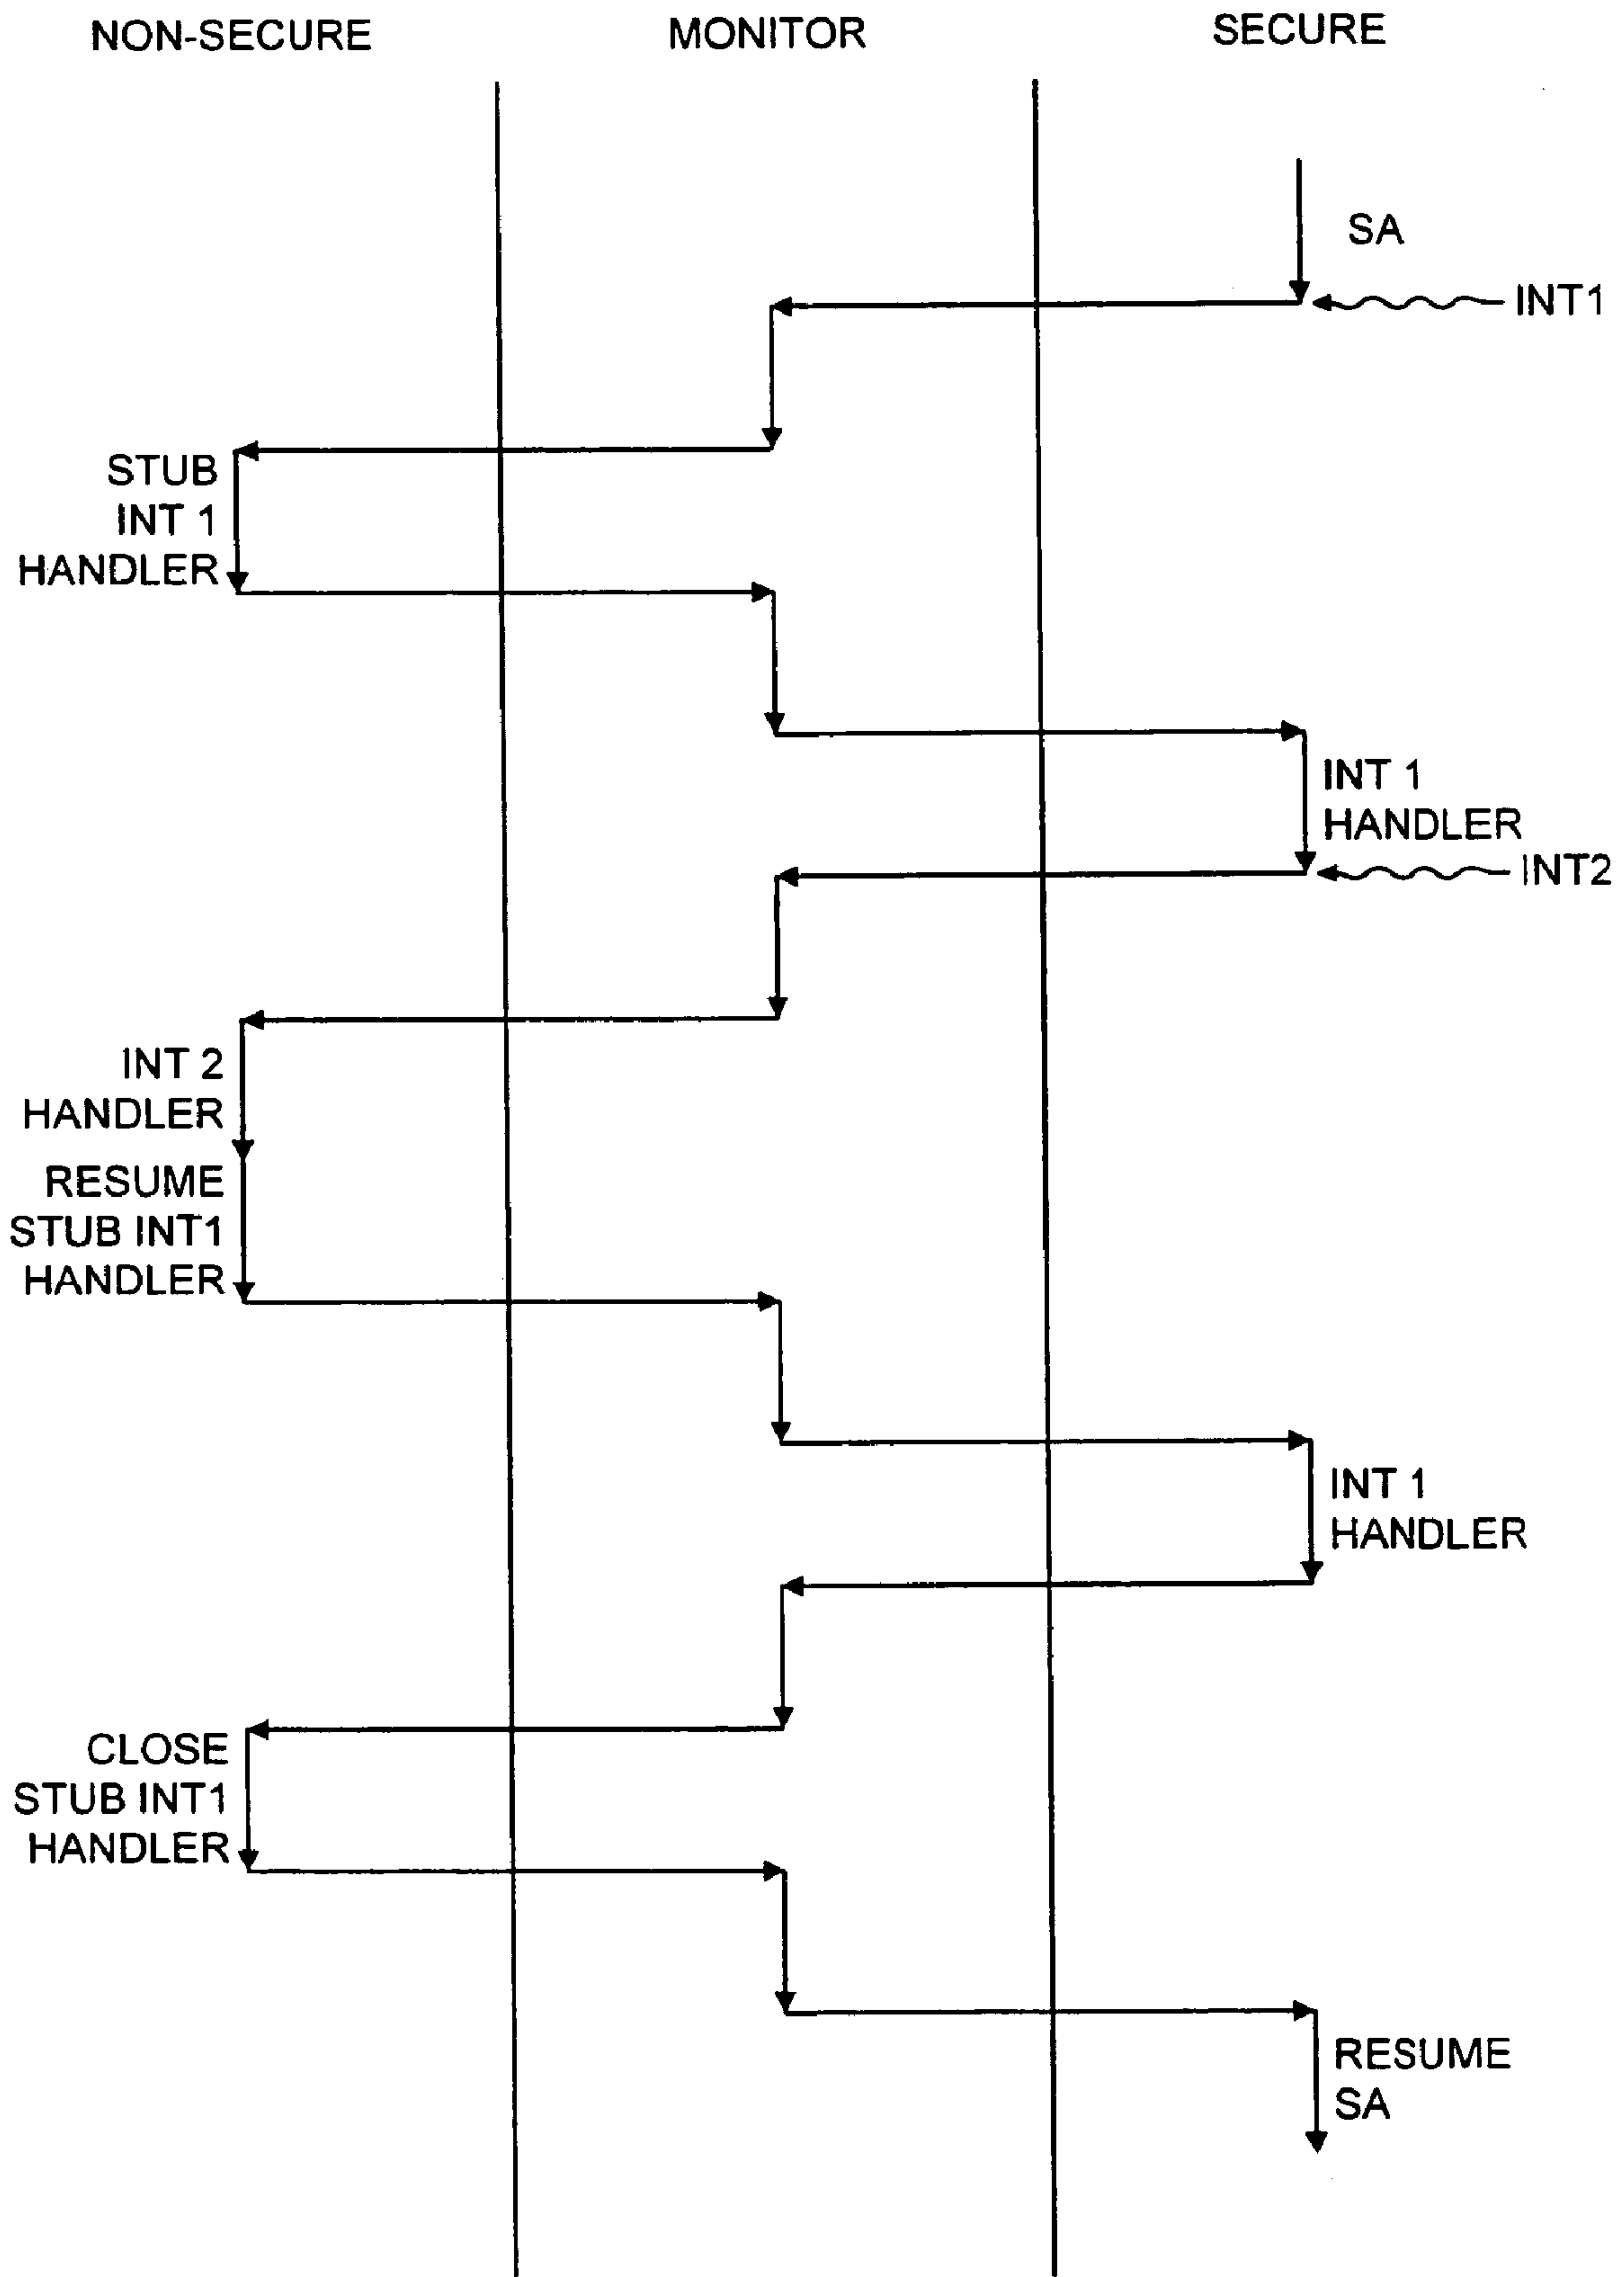 NON-SECURE
MONITOR
SECURE
SA
INT1
STUB
INT 1
HANDLER
INT 1
HANDLER
INT2
INT 2
HANDLER
RESUME
STUB INT1
HANDLER
INT 1
HANDLER
CLOSE
STUB INT1
HANDLER
RESUME
SA